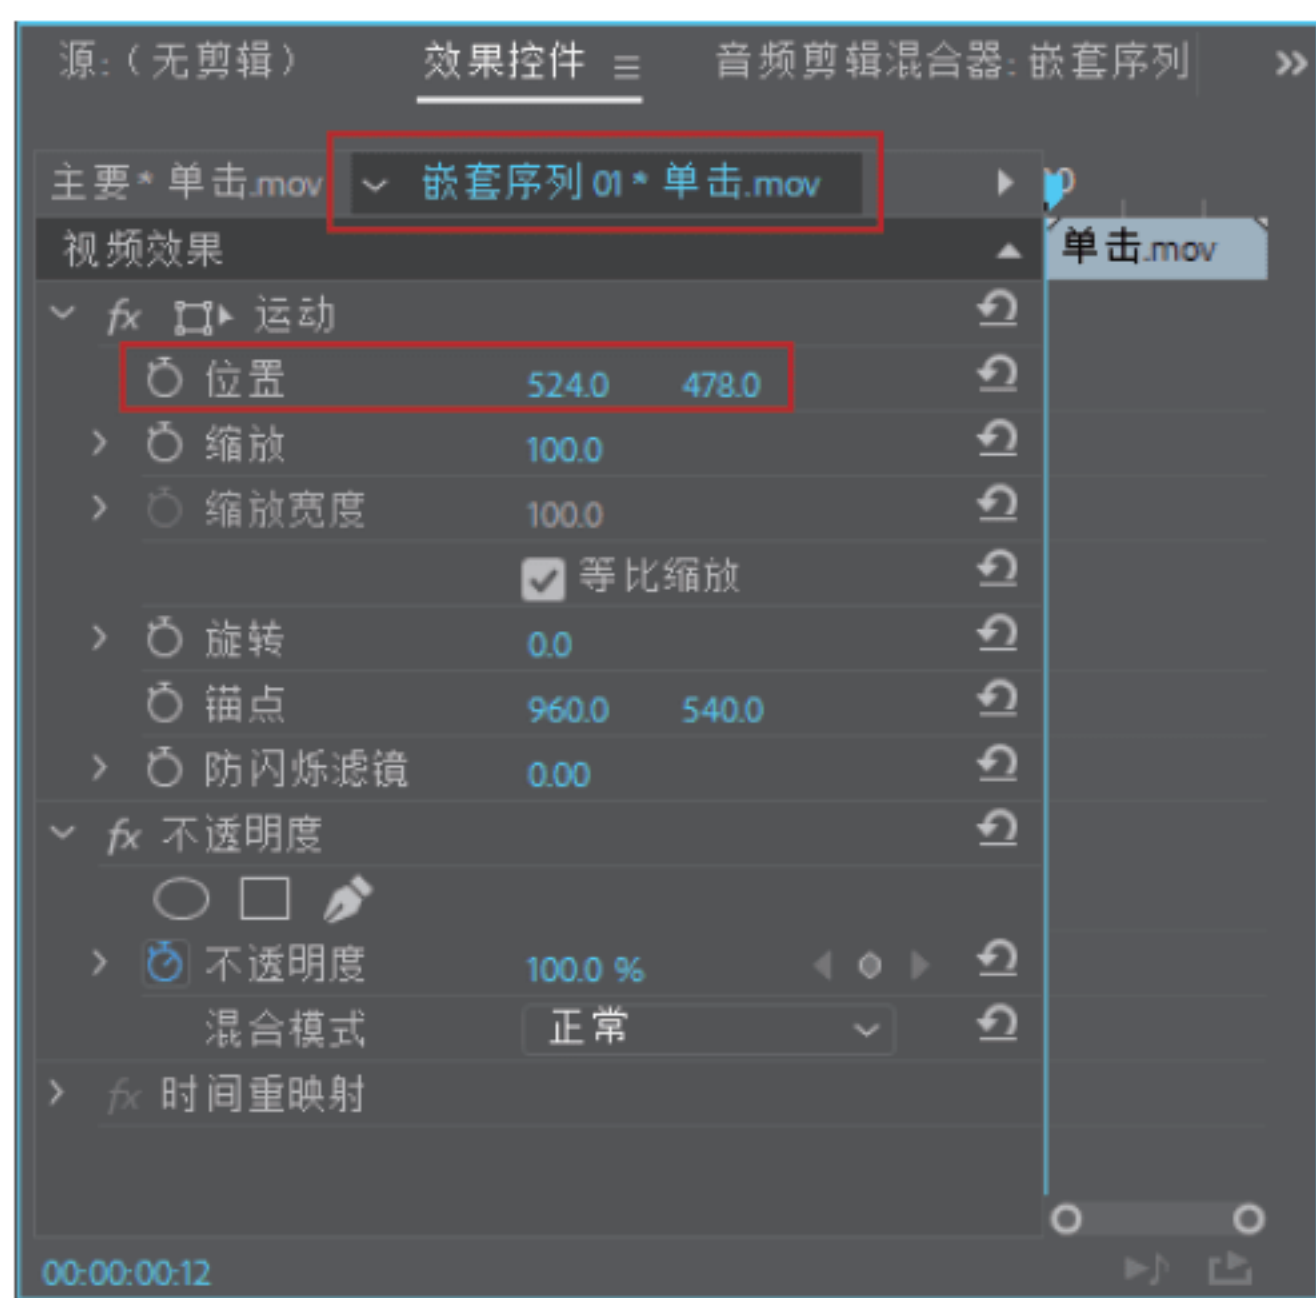 源:（无剪辑） 效果控件 音频剪辑混合器: 嵌套序列
主要* 单击.mov 嵌套序列 01 * 单击.mov
视频效果 单击.mov
fx 运动
位置 524.0 478.0
缩放 100.0
缩放宽度 100.0
等比缩放
旋转 0.0
锚点 960.0 540.0
防闪烁滤镜 0.00
fx 不透明度
不透明度 100.0 %
混合模式 正常
fx 时间重映射
00:00:00:12